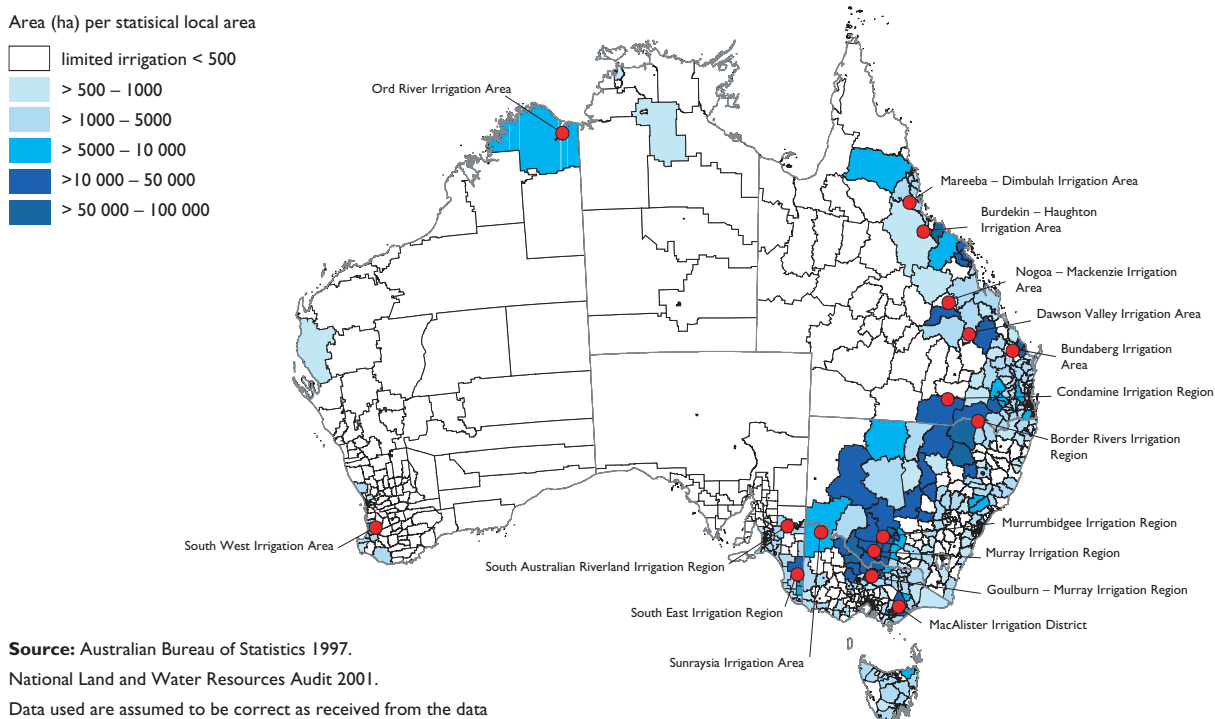 Area (ha) per statisical local area
limited irrigation < 500
> 500 – 1000
> 1000 – 5000
> 5000 – 10 000
>10 000 – 50 000
> 50 000 – 100 000
Ord River Irrigation Area
Mareeba – Dimbulah Irrigation Area
Burdekin – Haughton
Irrigation Area
Nogoa – Mackenzie Irrigation
Area
Dawson Valley Irrigation Area
Bundaberg Irrigation
Area
Condamine Irrigation Region
Border Rivers Irrigation
Region
Murrumbidgee Irrigation Region
Murray Irrigation Region
Goulburn – Murray Irrigation Region
MacAlister Irrigation District
South West Irrigation Area
South Australian Riverland Irrigation Region
South East Irrigation Region
Sunraysia Irrigation Area
Source: Australian Bureau of Statistics 1997.
National Land and Water Resources Audit 2001.
Data used are assumed to be correct as received from the data